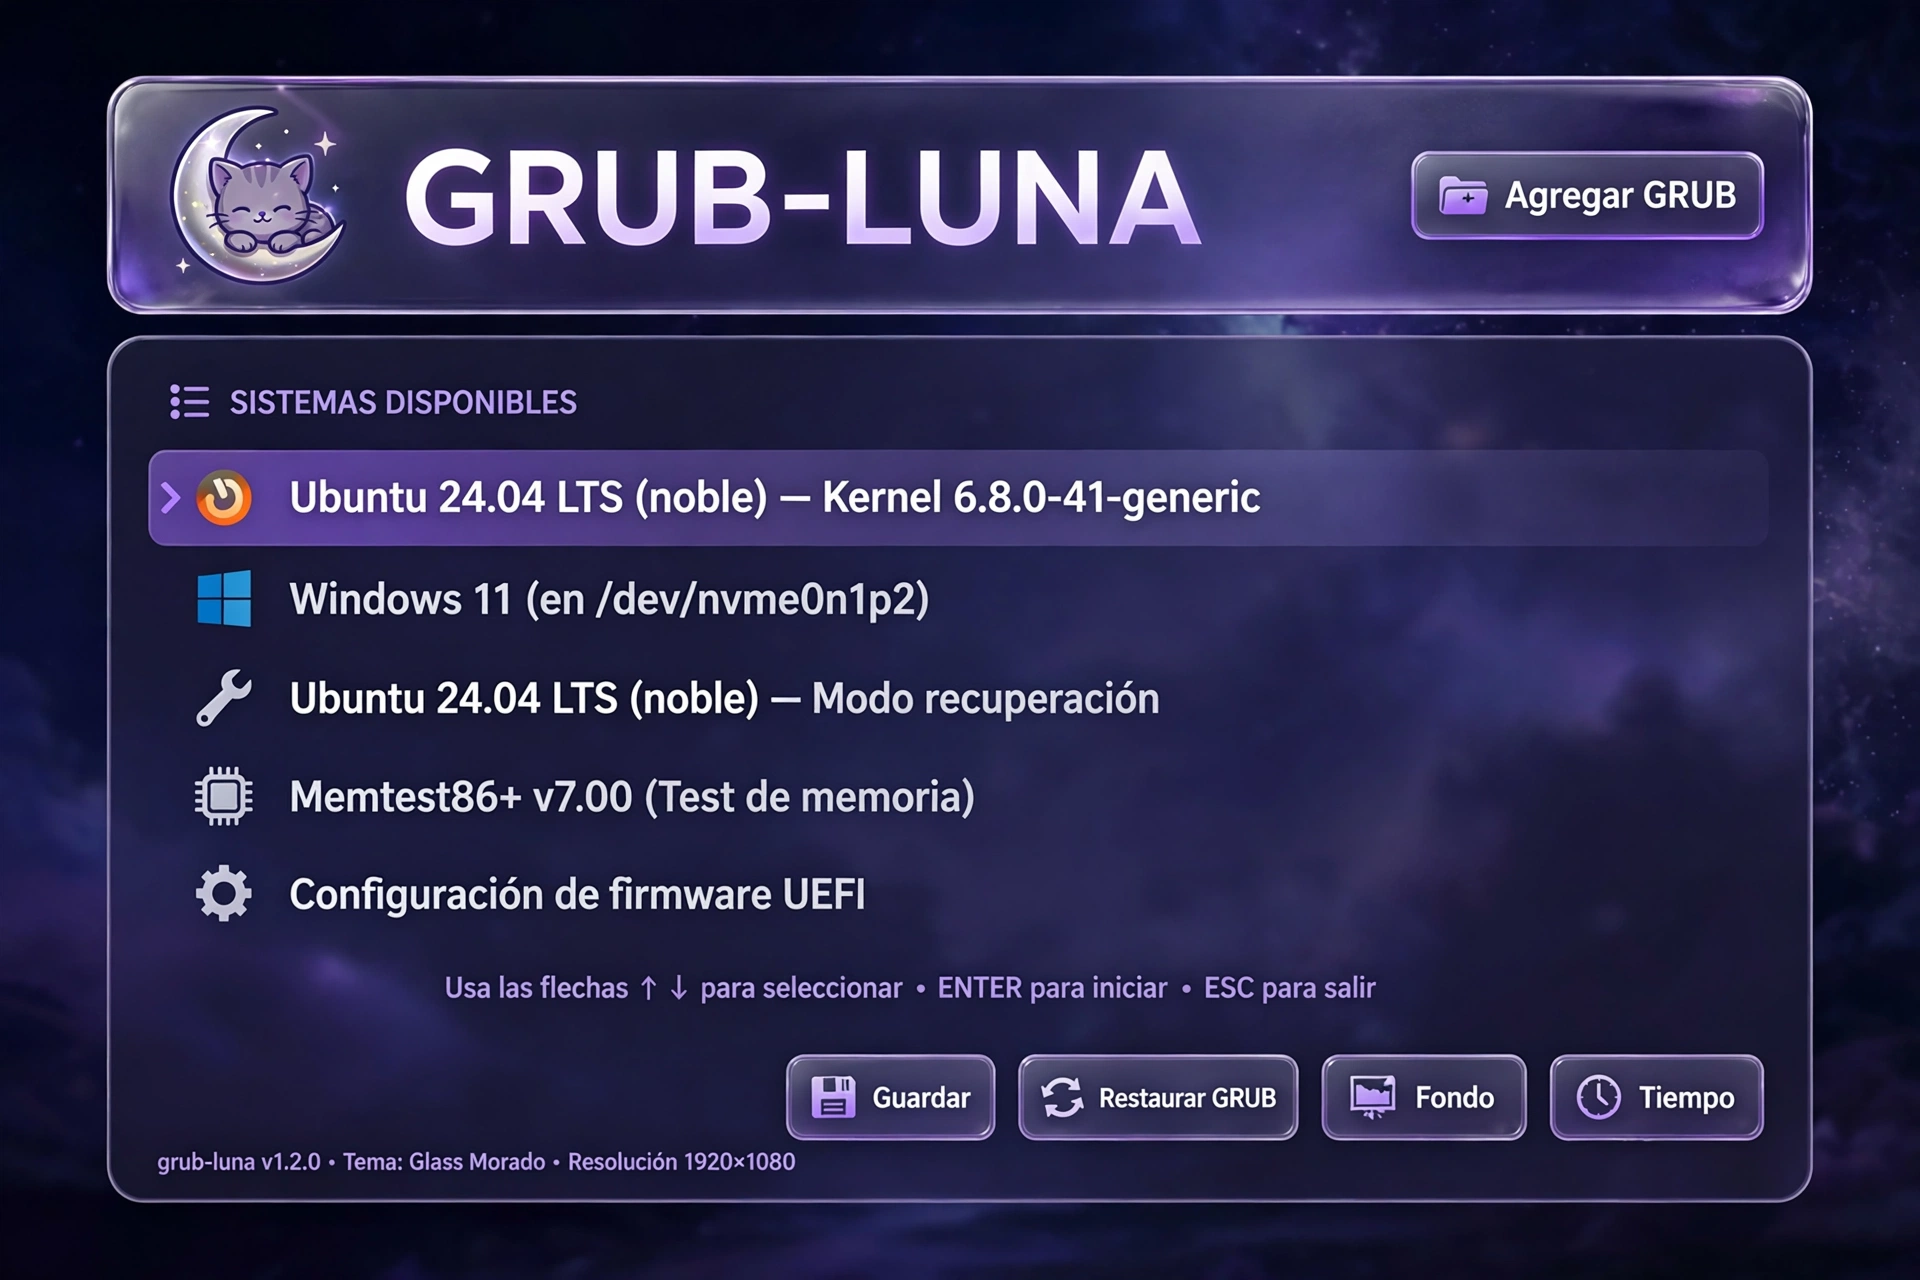 GRUB-LUNA
Agregar GRUB
SISTEMAS DISPONIBLES
Ubuntu 24.04 LTS (noble) — Kernel 6.8.0-41-generic
Windows 11 (en /dev/nvme0n1p2)
Ubuntu 24.04 LTS (noble) — Modo recuperación
Memtest86+ v7.00 (Test de memoria)
Configuración de firmware UEFI
Usa las flechas ↑ ↓ para seleccionar • ENTER para iniciar • ESC para salir
Guardar
Restaurar GRUB
Fondo
Tiempo
grub-luna v1.2.0 • Tema: Glass Morado • Resolución 1920×1080